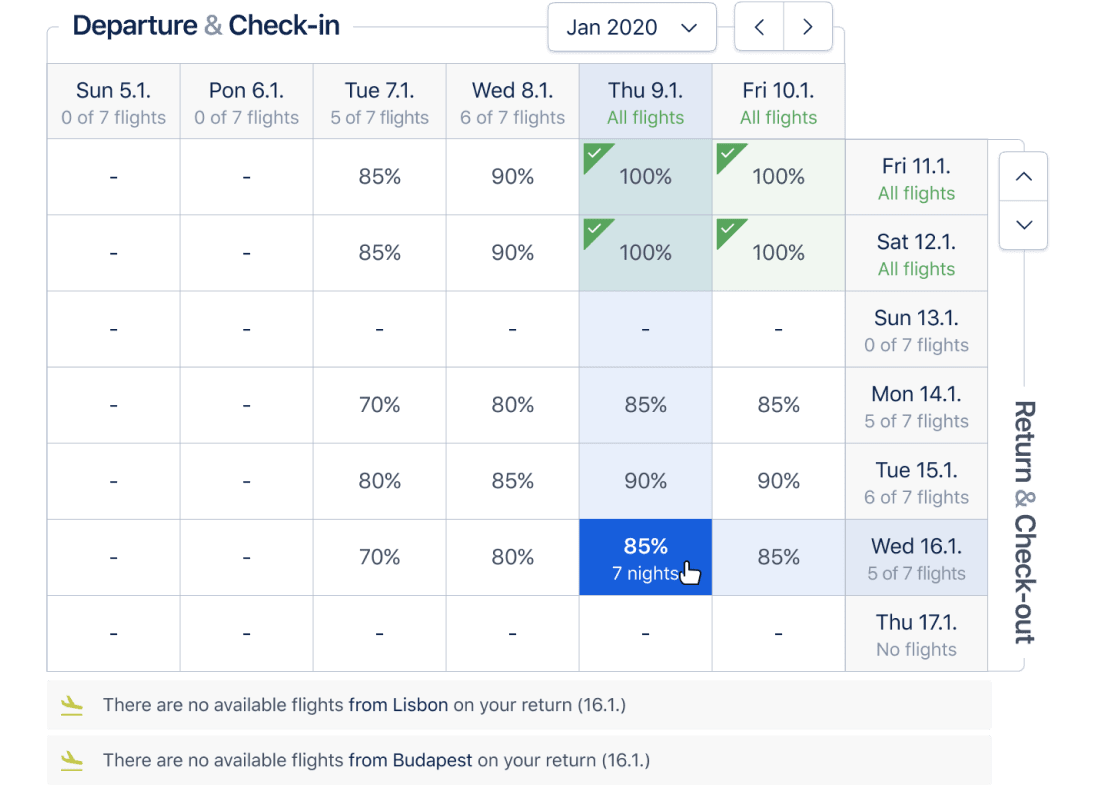 Departure & Check-in
Jan 2020
Sun 5.1. Pon 6.1. Tue 7.1. Wed 8.1. Thu 9.1. Fri 10.1.
0 of 7 flights 0 of 7 flights 5 of 7 flights 6 of 7 flights All flights All flights
- - 85% 90% 100% 100% Fri 11.1.
All flights
- - 85% 90% 100% 100% Sat 12.1.
All flights
- - - - - - Sun 13.1.
0 of 7 flights
- - 70% 80% 85% 85% Mon 14.1.
5 of 7 flights
- - 80% 85% 90% 90% Tue 15.1.
6 of 7 flights
- - 70% 80% 85% 85% Wed 16.1.
7 nights 5 of 7 flights
- - - - - - Thu 17.1.
No flights
Return & Check-out
There are no available flights from Lisbon on your return (16.1.)
There are no available flights from Budapest on your return (16.1.)